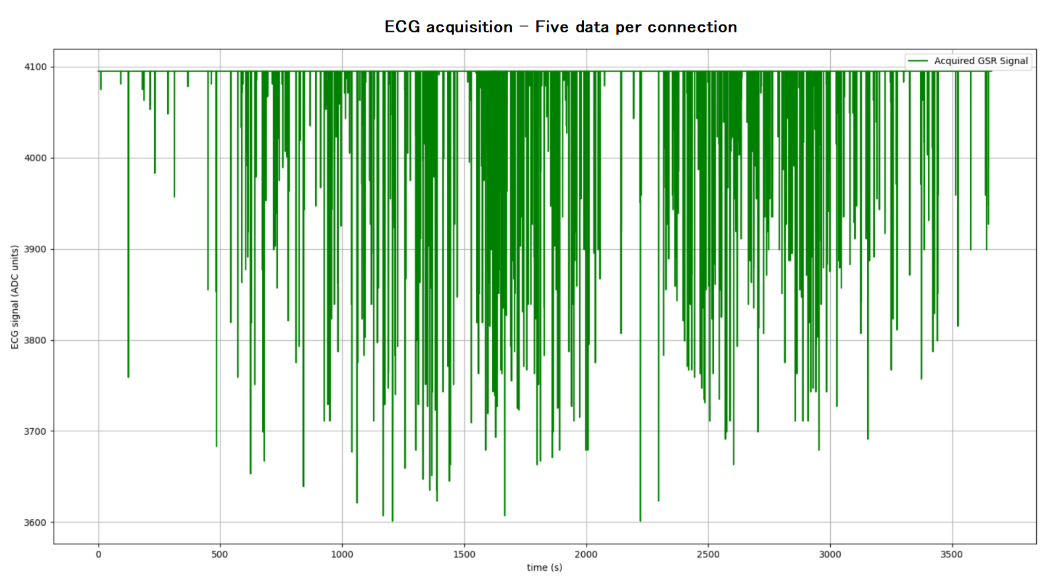 ECG acquisition - Five data per connection
Acquired GSR Signal
ECG signal (ADC units)
4100
4000
3900
3800
3700
3600
0 500 1000 1500 2000 2500 3000 3500
time (s)